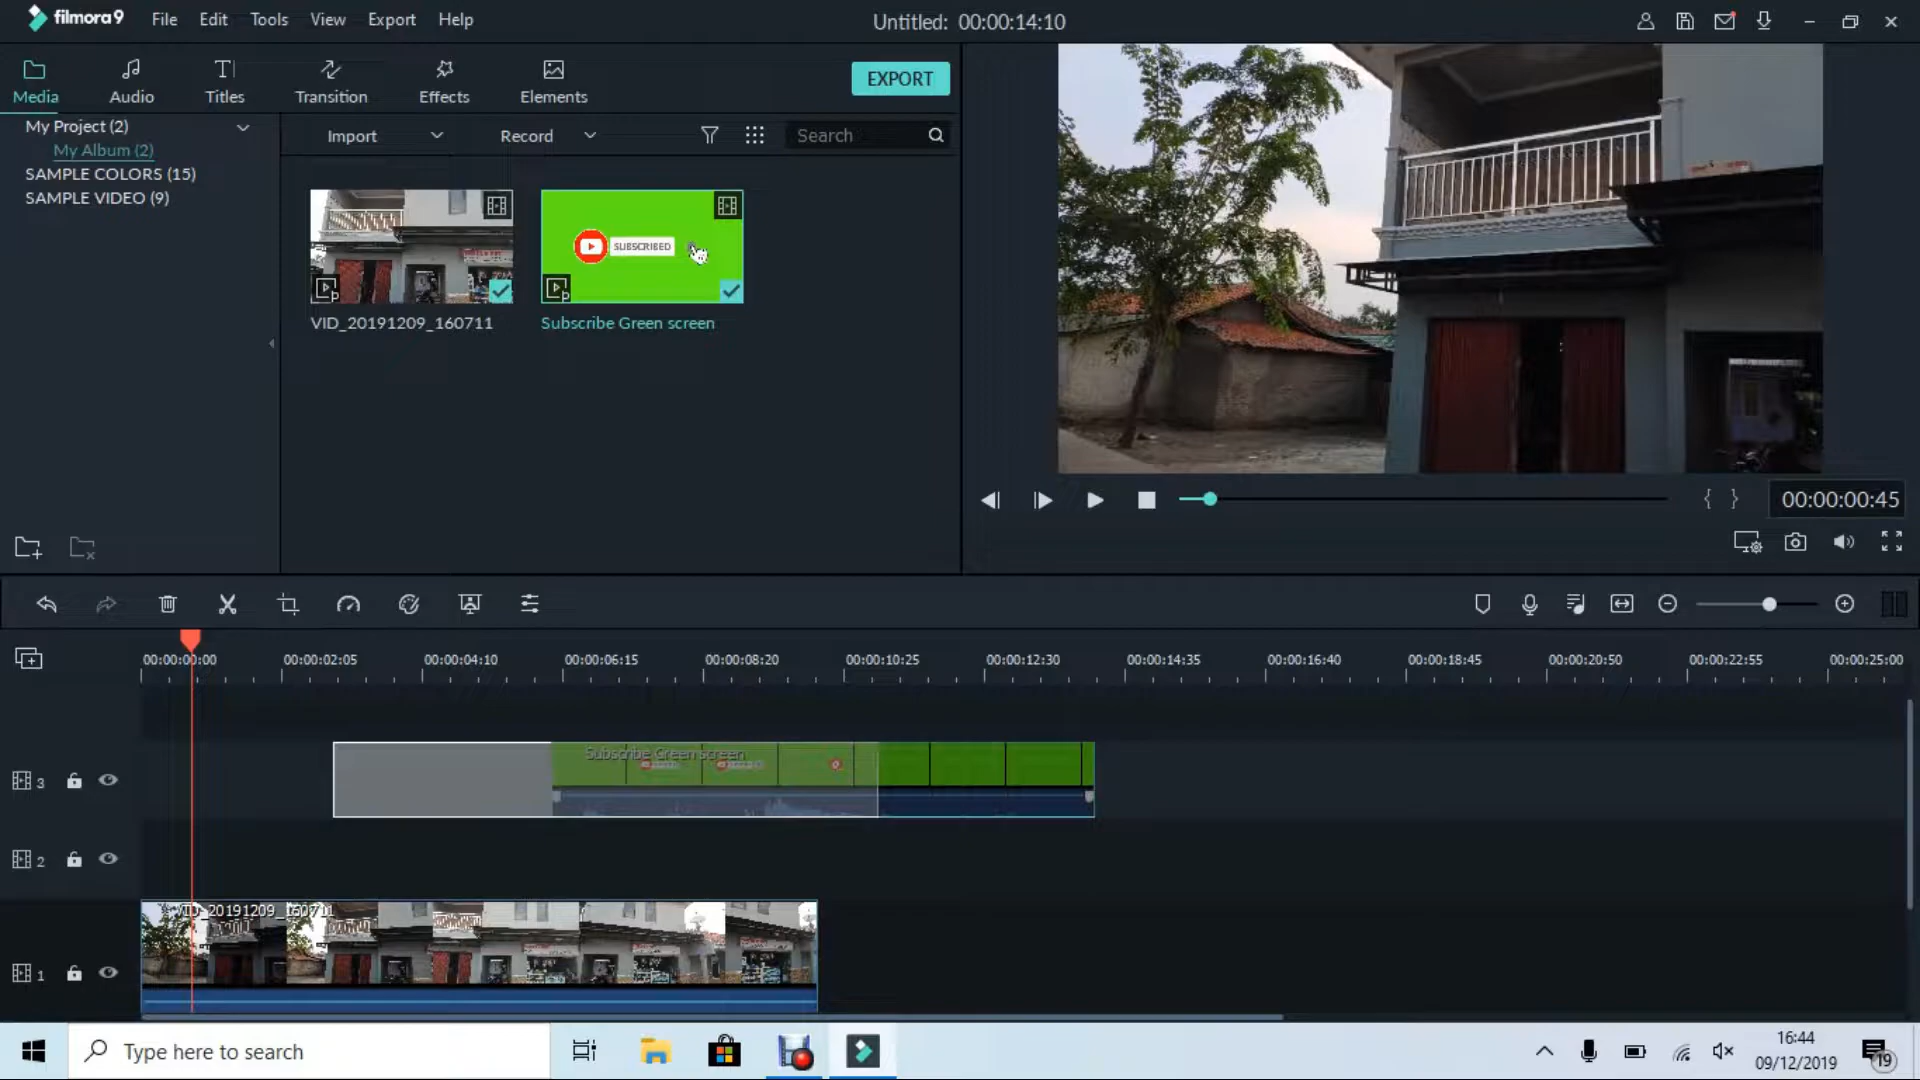 filmora9 File Edit Tools View Export Help
Untitled: 00:00:14:10
Media Audio Titles Transition Effects Elements
EXPORT
My Project (2)
My Album (2)
SAMPLE COLORS (15)
SAMPLE VIDEO (9)
Import Record Search
SUBSCRIBED
VID_20191209_160711 Subscribe Green screen
{ } 00:00:00:45
00:00:00:00 00:00:02:05 00:00:04:10 00:00:06:15 00:00:08:20 00:00:10:25 00:00:12:30 00:00:14:35 00:00:16:40 00:00:18:45 00:00:20:50 00:00:22:55 00:00:25:00
Subscribe Green screen
3
2
VID_20191209_160711
1
Type here to search
16:44
09/12/2019
19